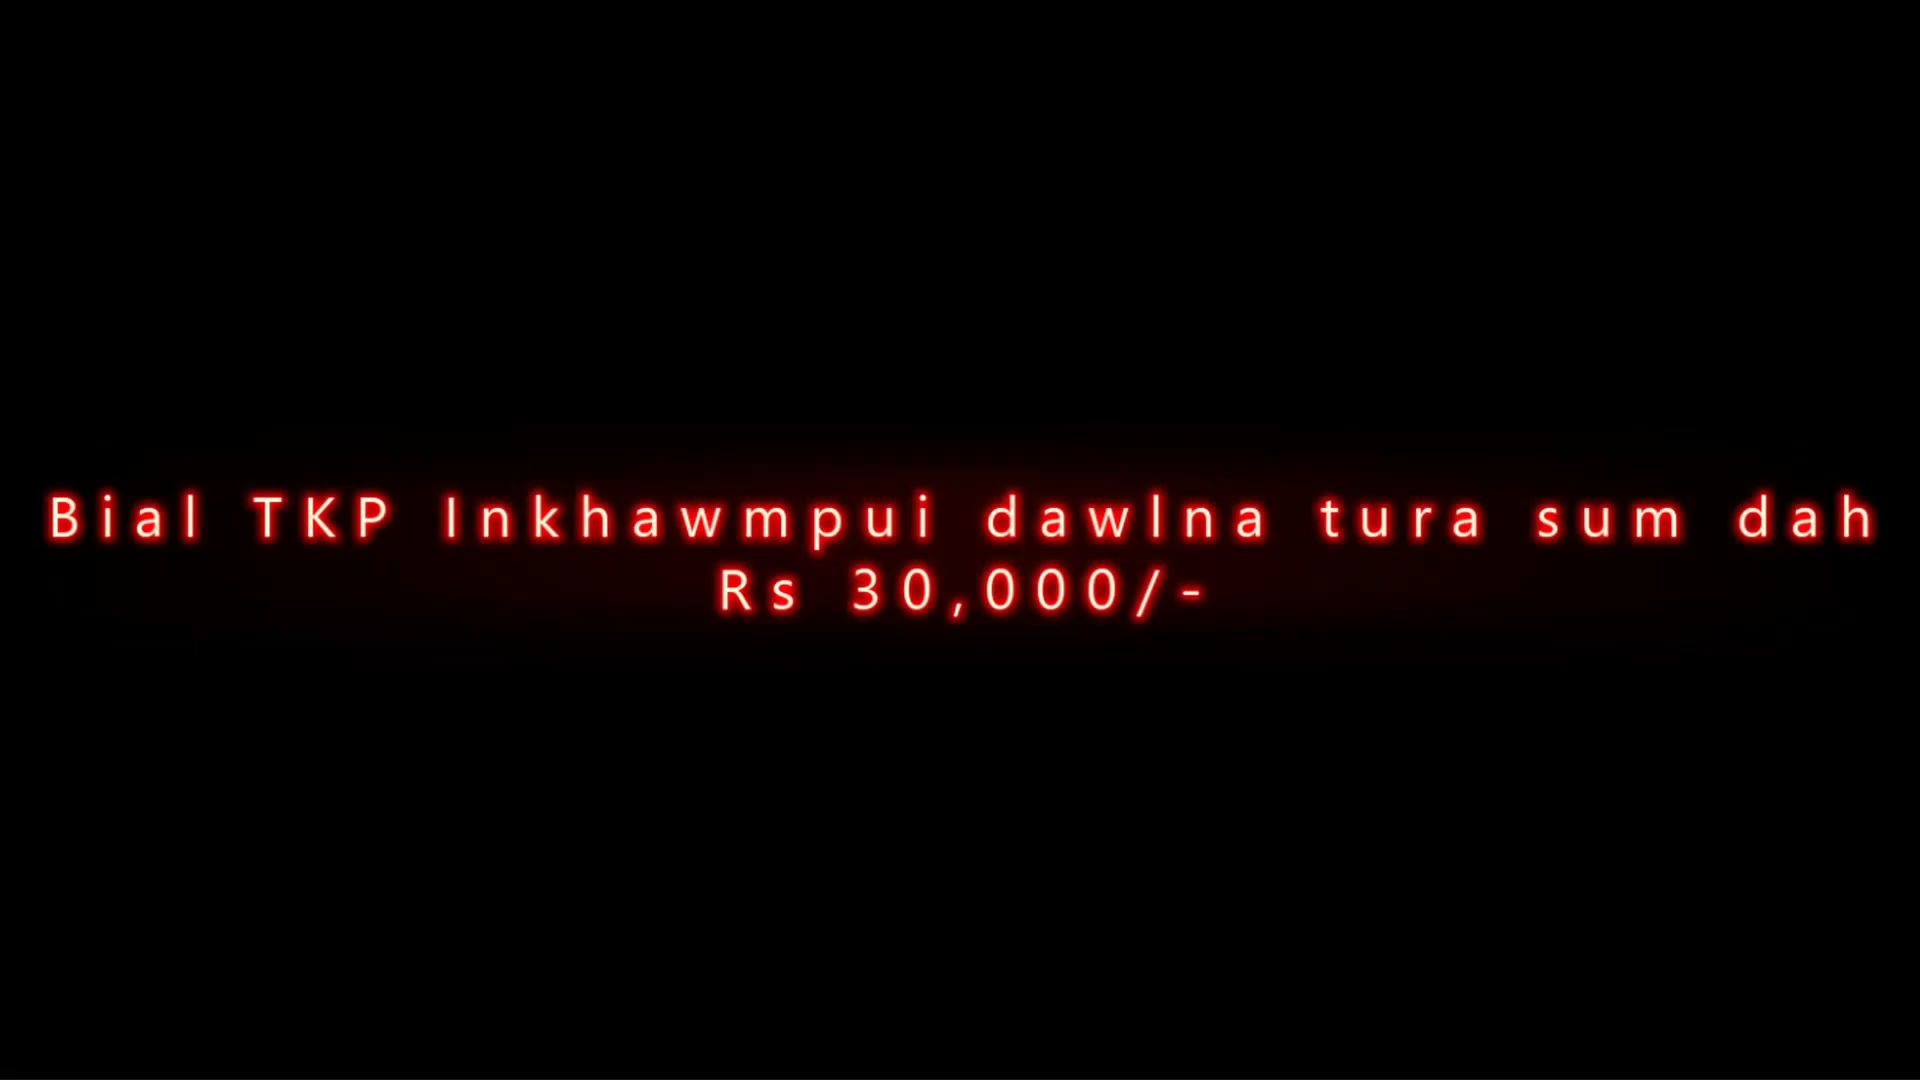 Bial TKP Inkhawmpui dawlna tura sum dah
Rs 30,000/-